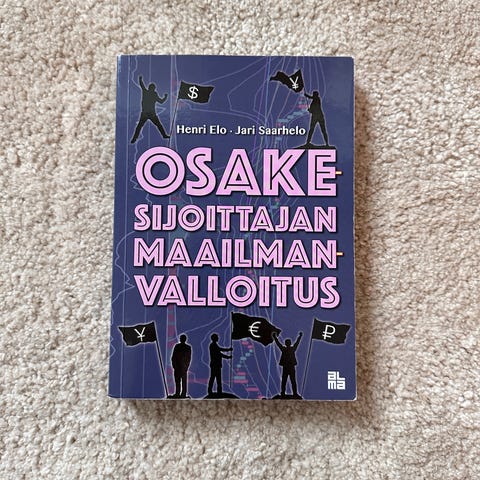 $ ¥
Henri Elo · Jari Saarhelo
OSAKE-
SIJOITTAJAN
MAAILMAN-
VALLOITUS
¥ € ₽
ALMA